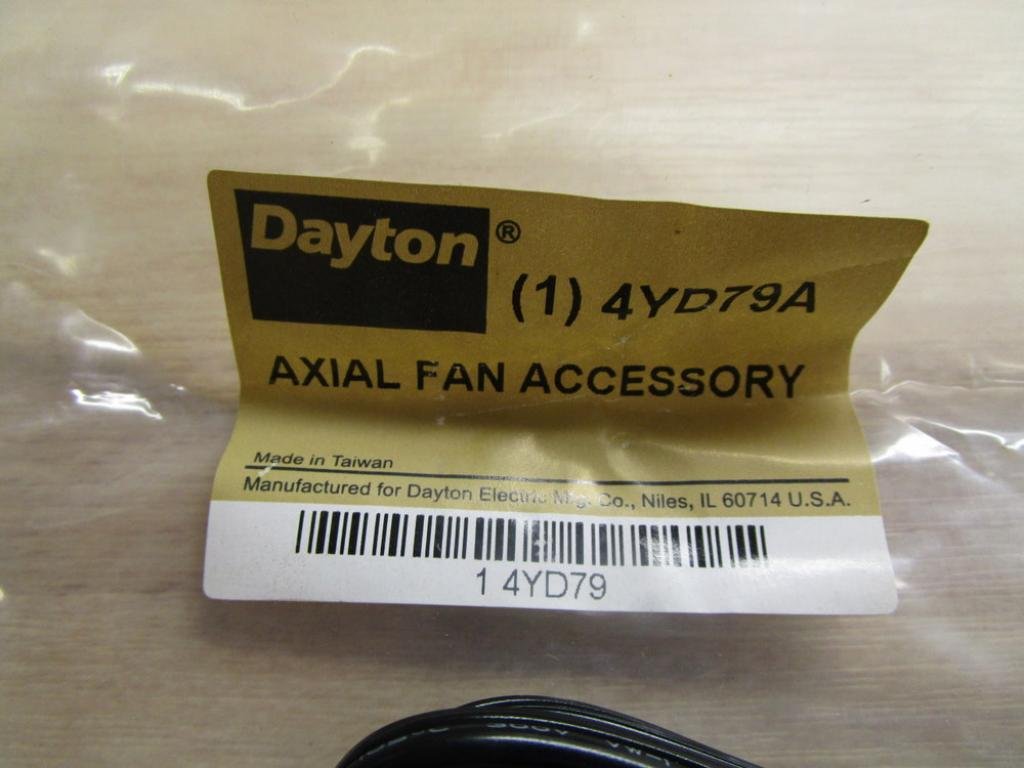 Dayton®
(1) 4YD79A
AXIAL FAN ACCESSORY
Made in Taiwan
Manufactured for Dayton Electric Mfg. Co., Niles, IL 60714 U.S.A.
1 4YD79